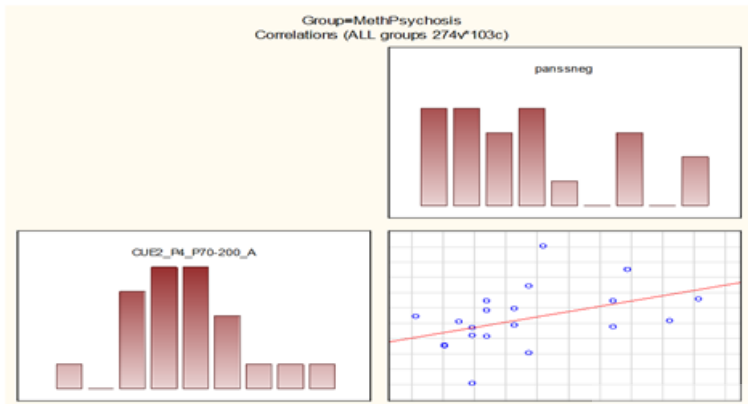 Group=MethPsychosis
Correlations (ALL groups 274v*103c)
panssneg
CUE2_P4_P70-200_A